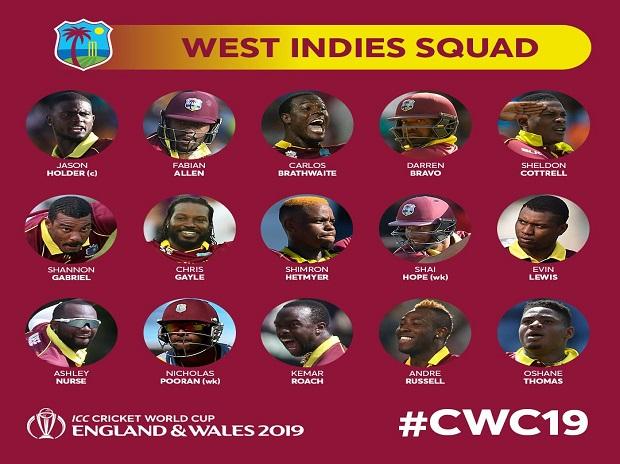 WEST INDIES SQUAD
JASON
HOLDER (c)
FABIAN
ALLEN
CARLOS
BRATHWAITE
DARREN
BRAVO
SHELDON
COTTRELL
SHANNON
GABRIEL
CHRIS
GAYLE
SHIMRON
HETMYER
SHAI
HOPE (wk)
EVIN
LEWIS
ASHLEY
NURSE
NICHOLAS
POORAN (wk)
KEMAR
ROACH
ANDRE
RUSSELL
OSHANE
THOMAS
ICC CRICKET WORLD CUP
ENGLAND & WALES 2019
#CWC19